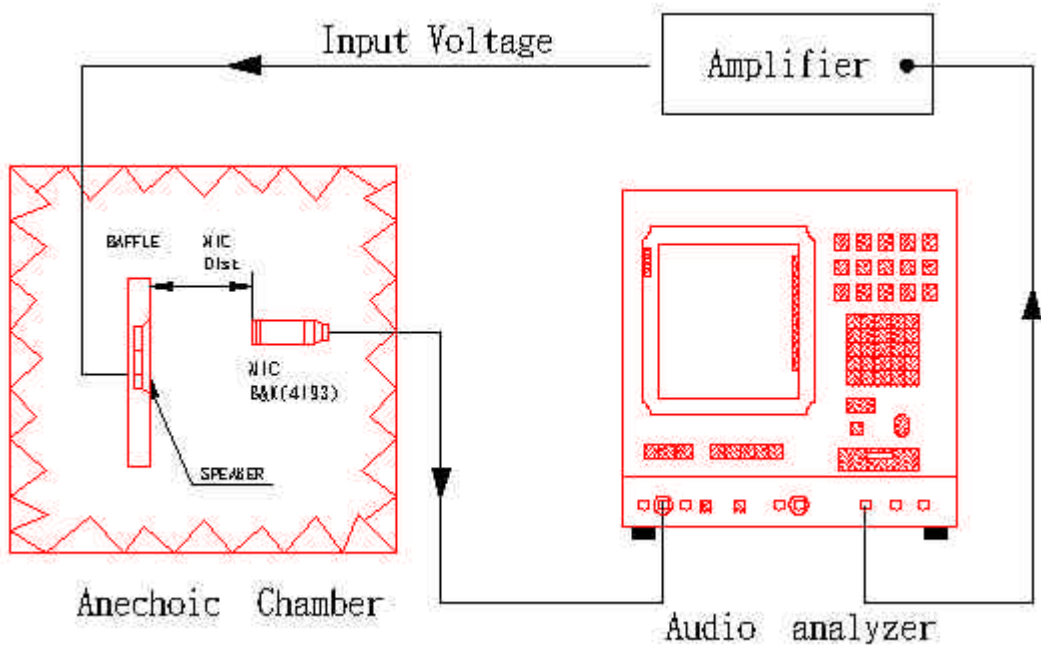 Input Voltage
Amplifier
BAFFLE
MIC
Dist
MIC
B&K(4193)
SPEAKER
Anechoic Chamber
Audio analyzer